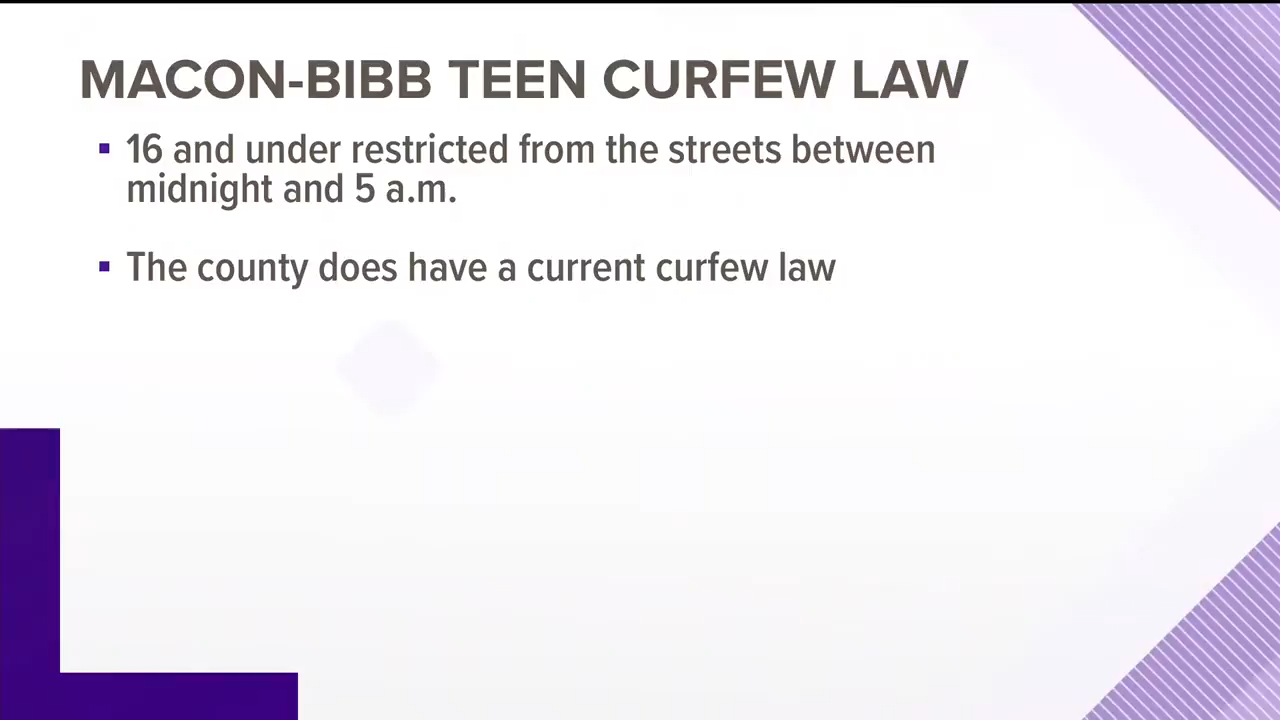 MACON-BIBB TEEN CURFEW LAW
▪ 16 and under restricted from the streets between
midnight and 5 a.m.
▪ The county does have a current curfew law